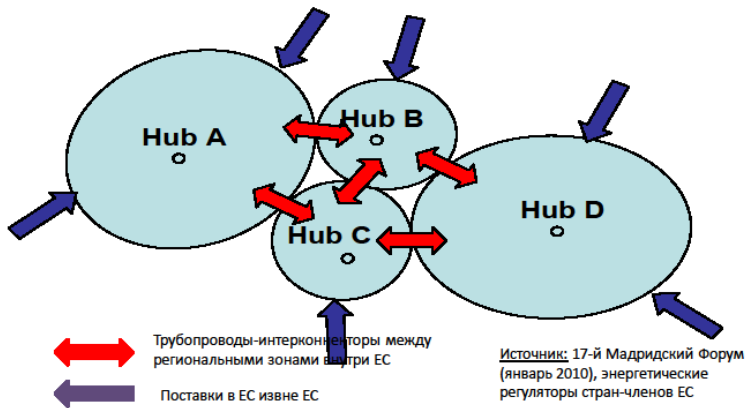 Hub A
Hub B
Hub C
Hub D
Трубопроводы-интерконнекторы между
региональными зонами внутри ЕС
Поставки в ЕС извне ЕС
Источник: 17-й Мадридский Форум
(январь 2010), энергетические
регуляторы стран-членов ЕС